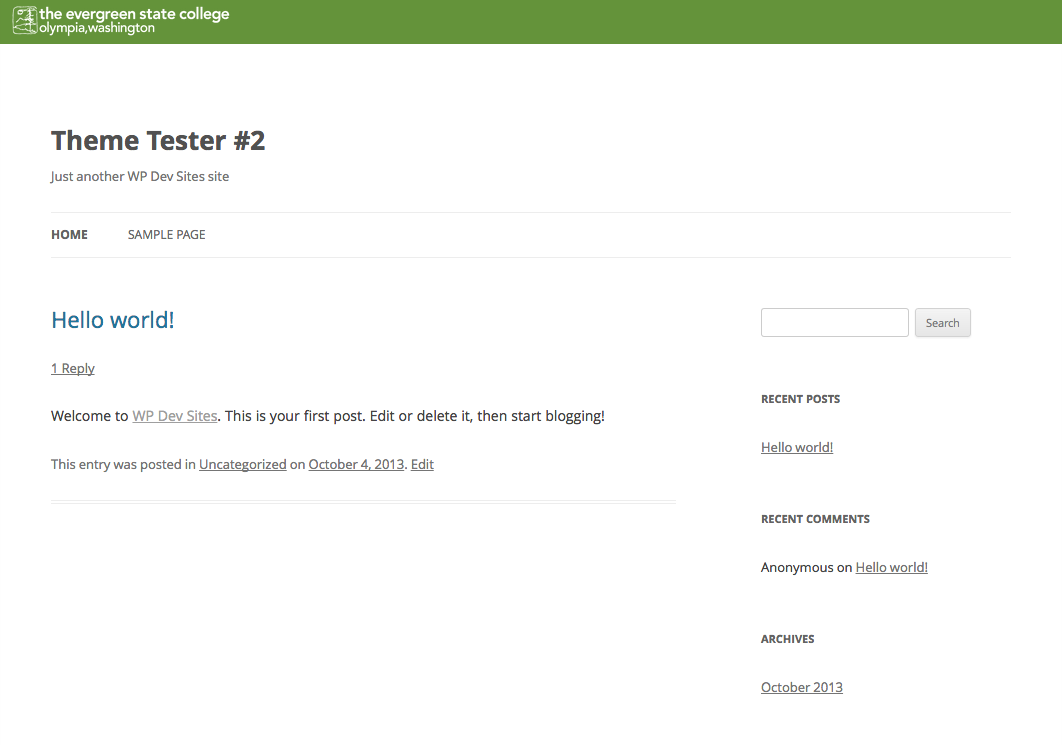 the evergreen state college
olympia,washington
Theme Tester #2
Just another WP Dev Sites site
HOME SAMPLE PAGE
Hello world!
1 Reply
Welcome to WP Dev Sites. This is your first post. Edit or delete it, then start blogging!
This entry was posted in Uncategorized on October 4, 2013. Edit
Search
RECENT POSTS
Hello world!
RECENT COMMENTS
Anonymous on Hello world!
ARCHIVES
October 2013